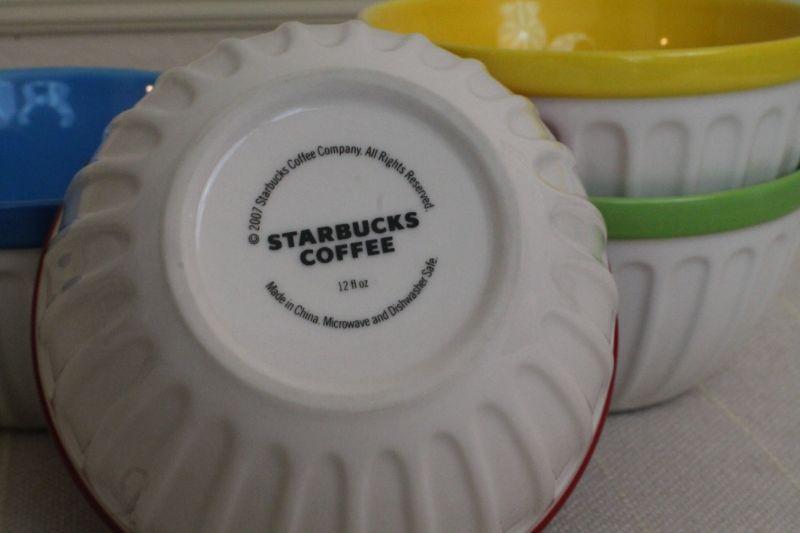 © 2007 Starbucks Coffee Company. All Rights Reserved.
STARBUCKS
COFFEE
12 fl oz
Made in China. Microwave and Dishwasher Safe.